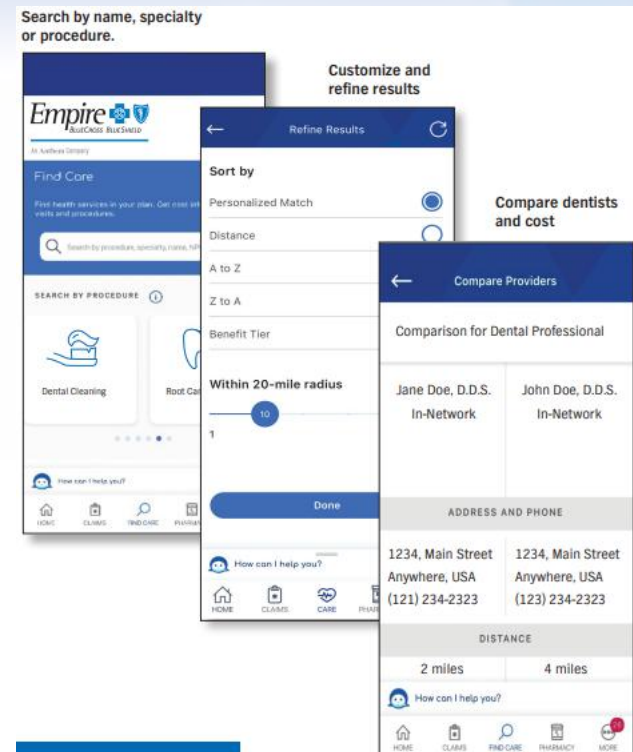 Search by name, specialty
or procedure.
Empire
BLUECROSS BLUESHIELD
An Anthem Company
Find Care
Find health services in your plan. Get cost
visits and procedures.
Search by procedure, specialty, name, NPI
SEARCH BY PROCEDURE
Dental Cleaning
Root
How can I help you?
HOME
CLAIMS
FIND CARE
Customize and
refine results
Refine Results
Sort by
Personalized Match
Distance
A to Z
Z to A
Benefit Tier
Within 20-mile radius
10
1
Done
How can I help you?
HOME
CLAIMS
CARE
Compare dentists
and cost
Compare Providers
Comparison for Dental Professional
Jane Doe, D.D.S. John Doe, D.D.S.
In-Network In-Network
ADDRESS AND PHONE
1234, Main Street 1234, Main Street
Anywhere, USA Anywhere, USA
(121) 234-2323 (123) 234-2323
DISTANCE
2 miles 4 miles
How can I help you?
HOME CLAIMS FIND CARE PHARMACY MORE